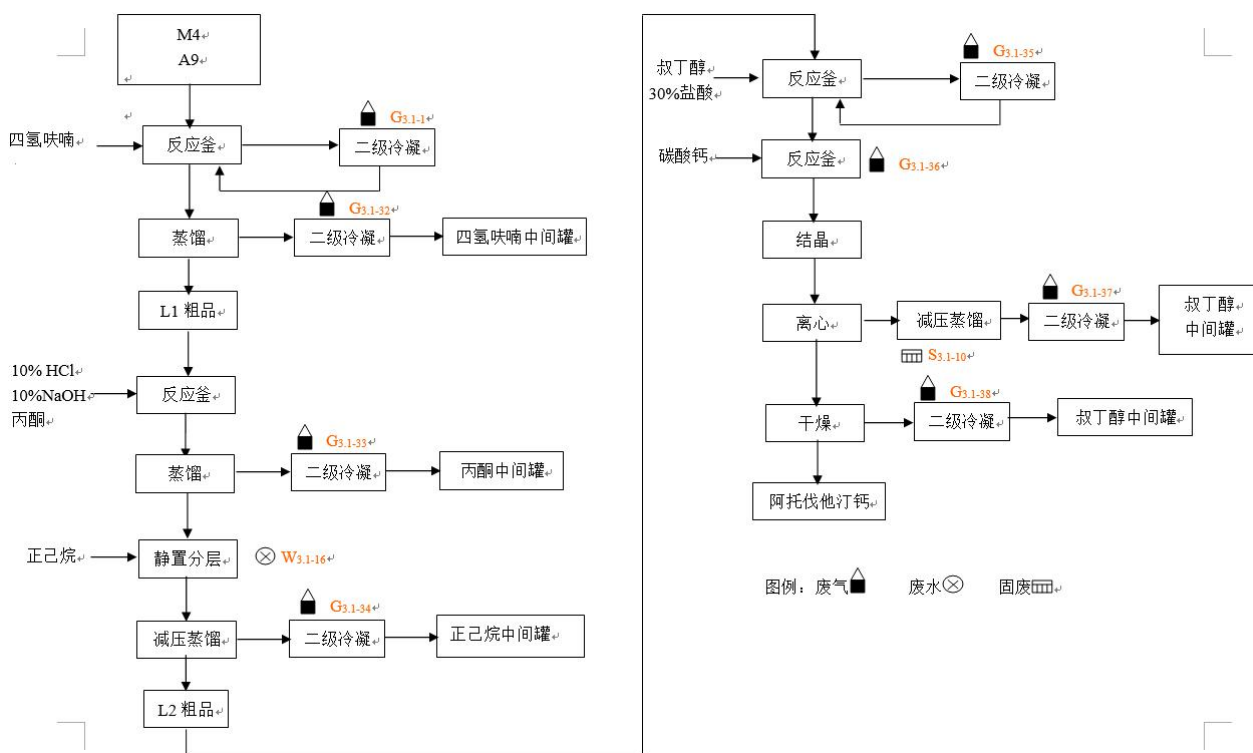 M4
A9
四氢呋喃
反应釜
G3.1-1
二级冷凝
蒸馏
G3.1-32
二级冷凝
四氢呋喃中间罐
L1 粗品
10% HCl
10%NaOH
丙酮
反应釜
蒸馏
G3.1-33
二级冷凝
丙酮中间罐
正己烷
静置分层
W3.1-16
减压蒸馏
G3.1-34
二级冷凝
正己烷中间罐
L2 粗品
叔丁醇
30%盐酸
反应釜
G3.1-35
二级冷凝
碳酸钙
反应釜
G3.1-36
结晶
离心
减压蒸馏
G3.1-37
二级冷凝
叔丁醇
中间罐
S3.1-10
干燥
G3.1-38
二级冷凝
叔丁醇中间罐
阿托伐他汀钙
图例：废气 废水 固废